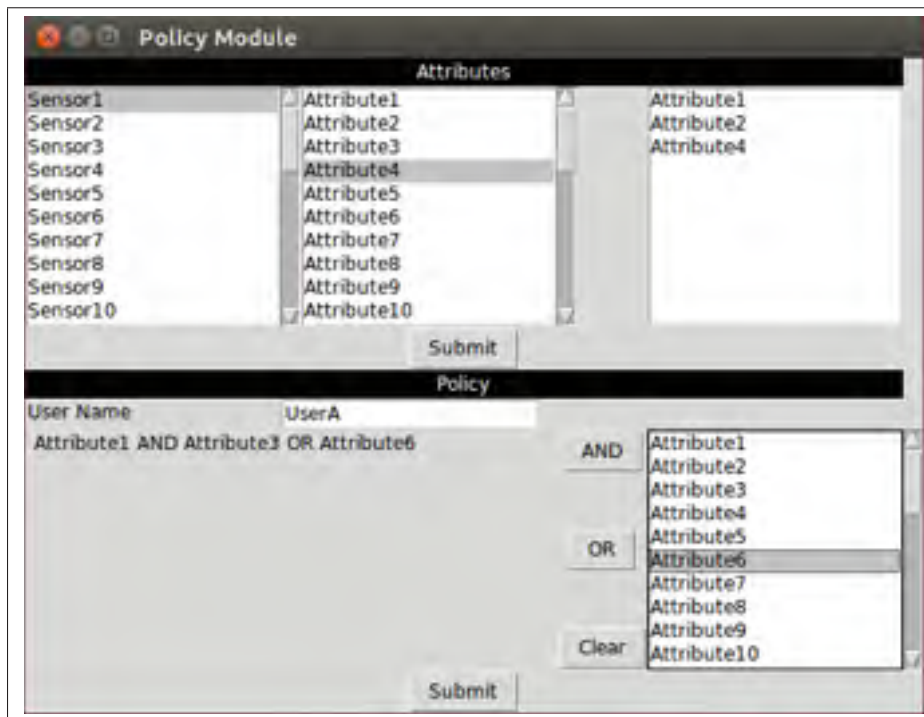 Policy Module
Attributes
Sensor1
Sensor2
Sensor3
Sensor4
Sensor5
Sensor6
Sensor7
Sensor8
Sensor9
Sensor10
Attribute1
Attribute2
Attribute3
Attribute4
Attribute5
Attribute6
Attribute7
Attribute8
Attribute9
Attribute10
Attribute1
Attribute2
Attribute4
Submit
Policy
User Name
UserA
Attribute1 AND Attribute3 OR Attribute6
AND
OR
Clear
Attribute1
Attribute2
Attribute3
Attribute4
Attribute5
Attribute6
Attribute7
Attribute8
Attribute9
Attribute10
Submit